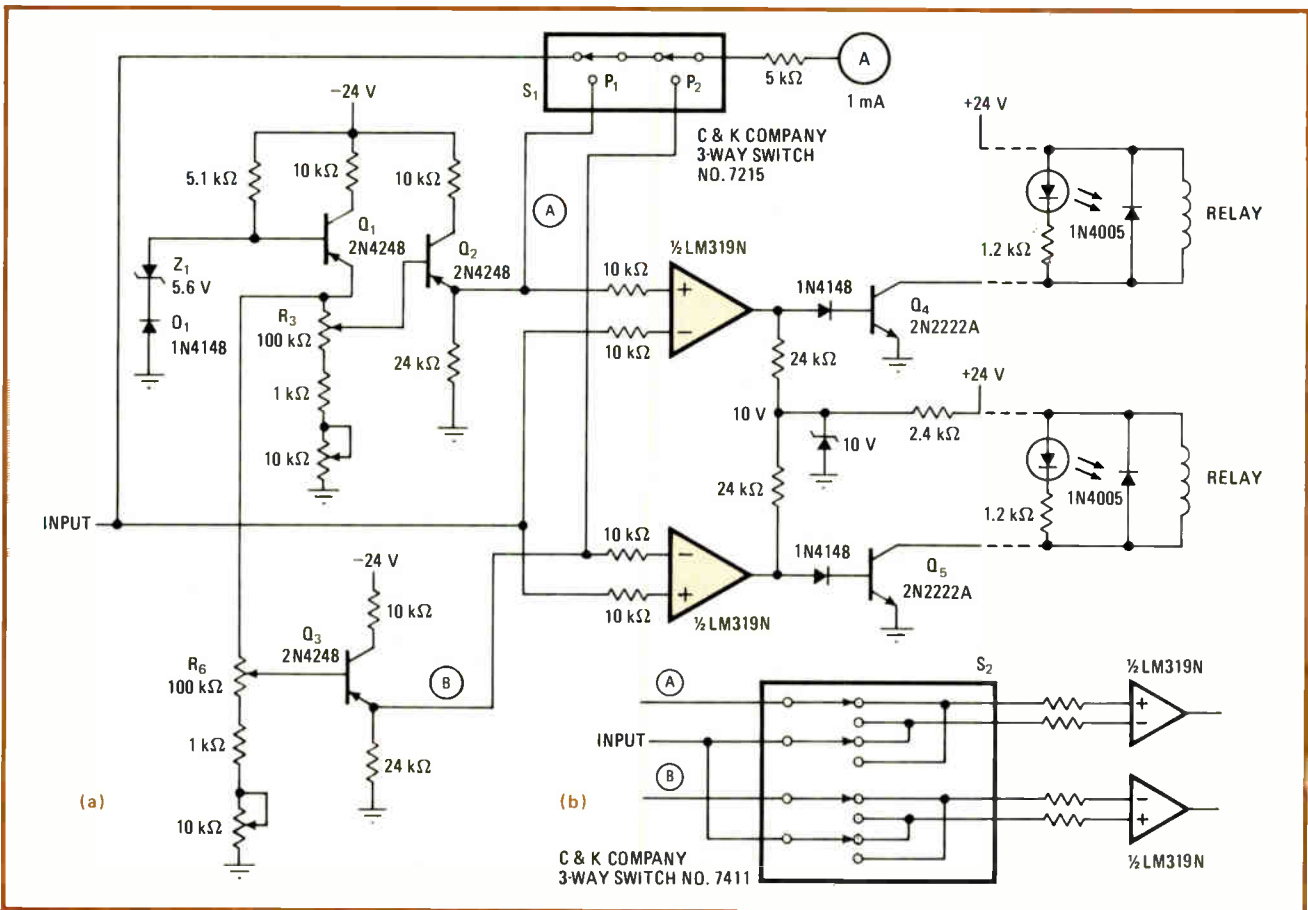 A
5 kΩ
1 mA
S1
P1
P2
C & K COMPANY
3-WAY SWITCH
NO. 7215
−24 V
5.1 kΩ
10 kΩ
10 kΩ
Q1
2N4248
Q2
2N4248
A
Z1
5.6 V
D1
1N4148
R3
100 kΩ
1 kΩ
10 kΩ
24 kΩ
½ LM319N
10 kΩ
+
−
10 kΩ
1N4148
Q4
2N2222A
+24 V
1N4005
1.2 kΩ
RELAY
24 kΩ
10 V
10 V
2.4 kΩ
+24 V
24 kΩ
1N4005
1.2 kΩ
RELAY
INPUT
10 kΩ
−
+
10 kΩ
½ LM319N
1N4148
Q5
2N2222A
−24 V
10 kΩ
Q3
2N4248
R6
100 kΩ
B
1 kΩ
24 kΩ
10 kΩ
(a)
(b)
A
INPUT
B
S2
½ LM319N
+
−
−
+
½ LM319N
C & K COMPANY
3-WAY SWITCH NO. 7411